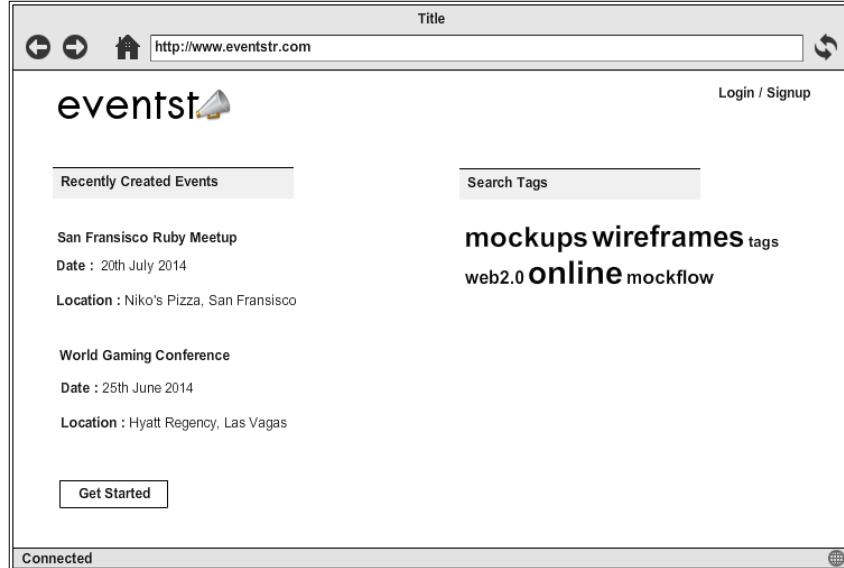 Title
http://www.eventstr.com
eventst
Login / Signup
Recently Created Events
San Fransisco Ruby Meetup
Date : 20th July 2014
Location : Niko's Pizza, San Fransisco
World Gaming Conference
Date : 25th June 2014
Location : Hyatt Regency, Las Vagas
Get Started
Search Tags
mockups wireframes tags
web2.0 online mockflow
Connected